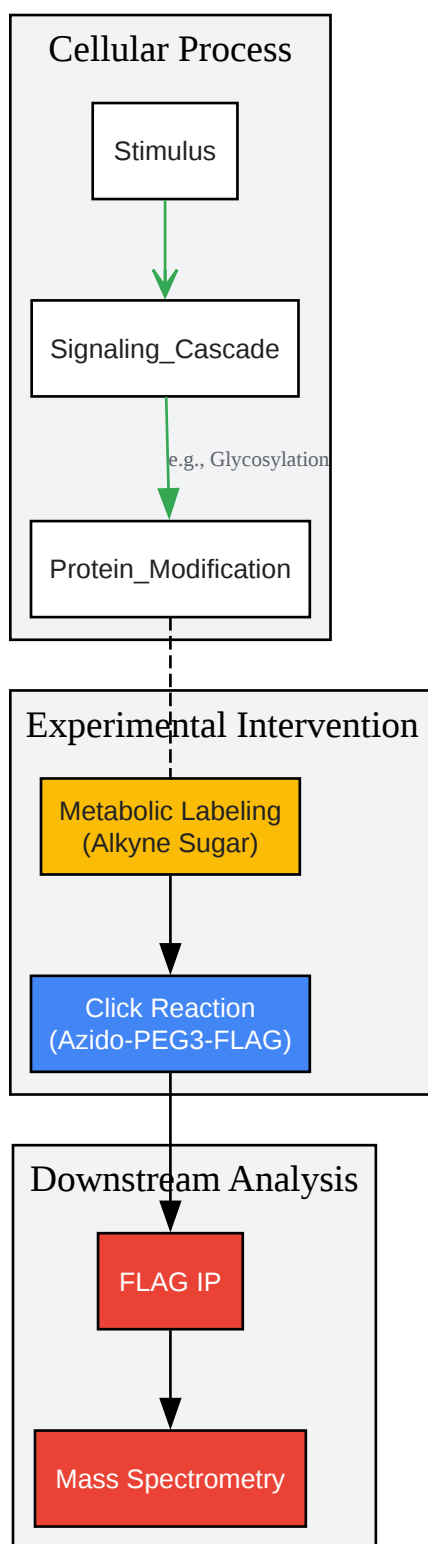 Cellular Process
Stimulus
Signaling_Cascade
e.g., Glycosylation
Protein_Modification
Experimental Intervention
Metabolic Labeling
(Alkyne Sugar)
Click Reaction
(Azido-PEG3-FLAG)
Downstream Analysis
FLAG IP
Mass Spectrometry